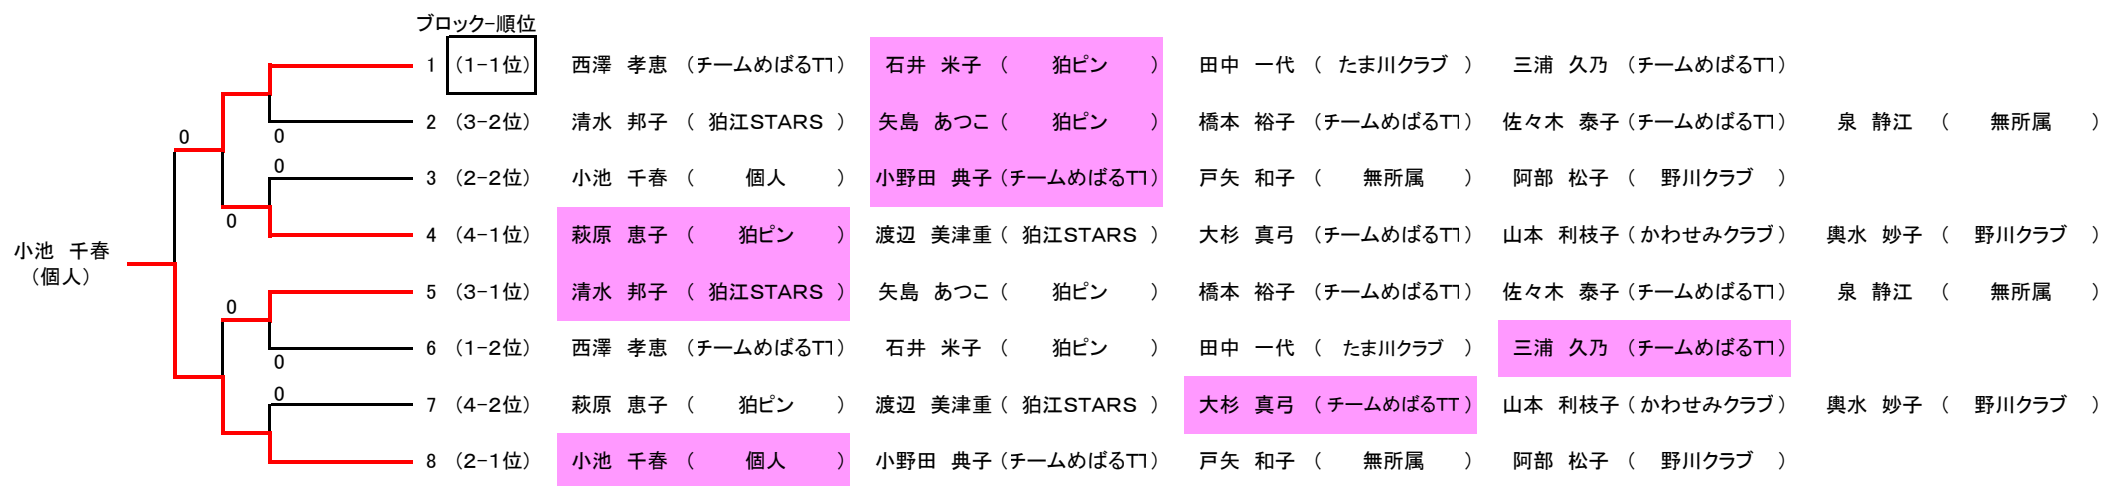 ブロック-順位
1 (1-1位) 西澤 孝恵 (チームめばるTT) 石井 米子 ( 狛ピン ) 田中 一代 ( たま川クラブ ) 三浦 久乃 (チームめばるTT)
2 (3-2位) 清水 邦子 ( 狛江STARS ) 矢島 あつこ ( 狛ピン ) 橋本 裕子 (チームめばるTT) 佐々木 泰子 (チームめばるTT) 泉 静江 ( 無所属 )
0 0
0
3 (2-2位) 小池 千春 ( 個人 ) 小野田 典子 (チームめばるTT) 戸矢 和子 ( 無所属 ) 阿部 松子 ( 野川クラブ )
0
4 (4-1位) 萩原 恵子 ( 狛ピン ) 渡辺 美津重 ( 狛江STARS ) 大杉 真弓 (チームめばるTT) 山本 利枝子 (かわせみクラブ) 輿水 妙子 ( 野川クラブ )
小池 千春
(個人)
5 (3-1位) 清水 邦子 ( 狛江STARS ) 矢島 あつこ ( 狛ピン ) 橋本 裕子 (チームめばるTT) 佐々木 泰子 (チームめばるTT) 泉 静江 ( 無所属 )
0
6 (1-2位) 西澤 孝恵 (チームめばるTT) 石井 米子 ( 狛ピン ) 田中 一代 ( たま川クラブ ) 三浦 久乃 (チームめばるTT)
0
0
7 (4-2位) 萩原 恵子 ( 狛ピン ) 渡辺 美津重 ( 狛江STARS ) 大杉 真弓 (チームめばるTT) 山本 利枝子 (かわせみクラブ) 輿水 妙子 ( 野川クラブ )
8 (2-1位) 小池 千春 ( 個人 ) 小野田 典子 (チームめばるTT) 戸矢 和子 ( 無所属 ) 阿部 松子 ( 野川クラブ )